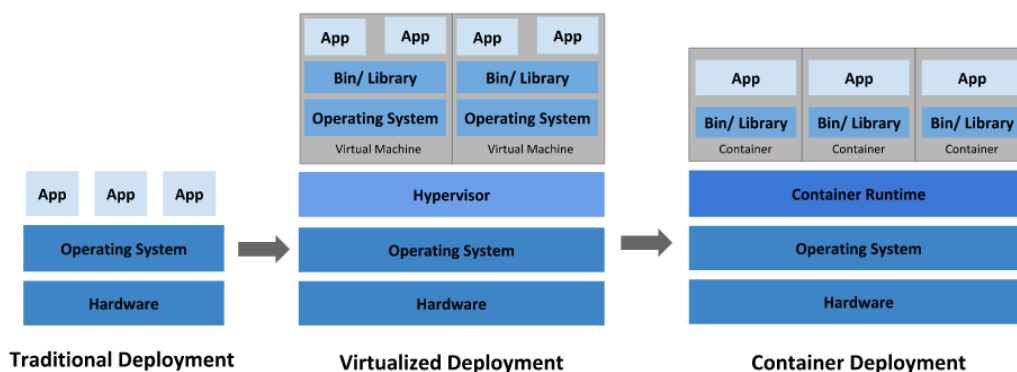 App App App
Operating System
Hardware
Traditional Deployment
App App App App
Bin/ Library Bin/ Library
Operating System Operating System
Virtual Machine Virtual Machine
Hypervisor
Operating System
Hardware
Virtualized Deployment
App App App
Bin/ Library Bin/ Library Bin/ Library
Container Container Container
Container Runtime
Operating System
Hardware
Container Deployment